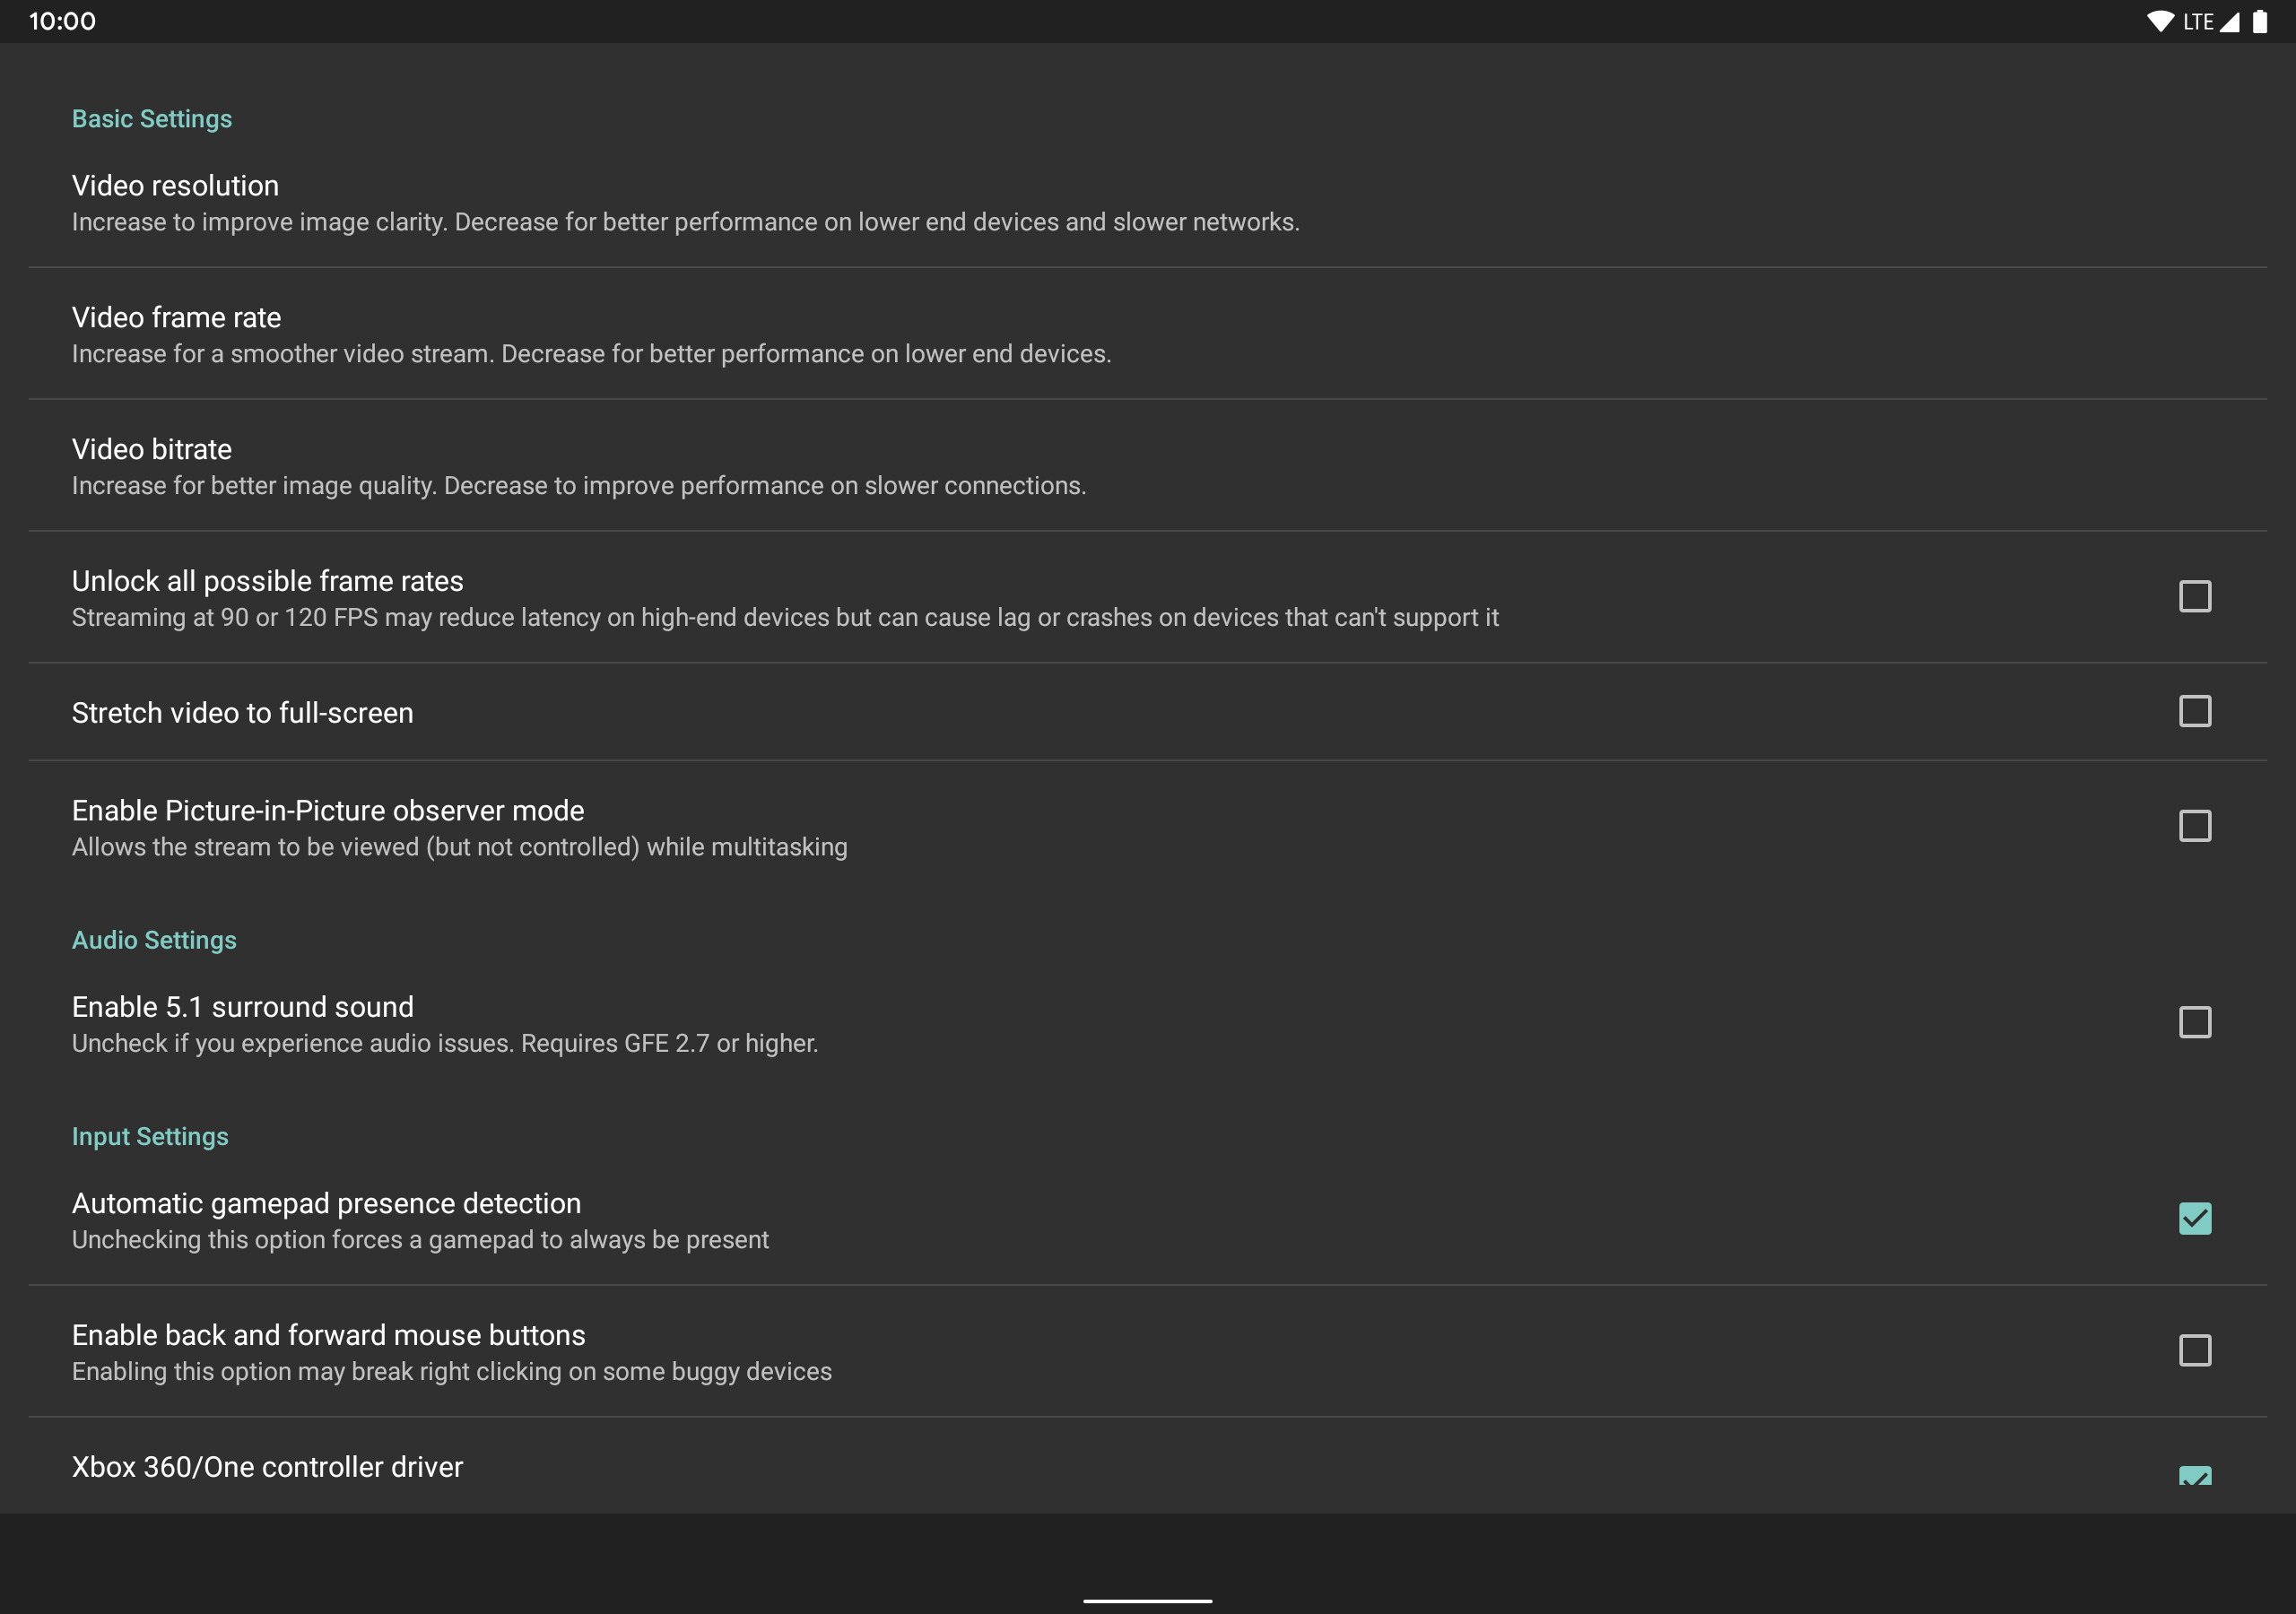 10:00
LTE
Basic Settings
Video resolution
Increase to improve image clarity. Decrease for better performance on lower end devices and slower networks.
Video frame rate
Increase for a smoother video stream. Decrease for better performance on lower end devices.
Video bitrate
Increase for better image quality. Decrease to improve performance on slower connections.
Unlock all possible frame rates
Streaming at 90 or 120 FPS may reduce latency on high-end devices but can cause lag or crashes on devices that can't support it
Stretch video to full-screen
Enable Picture-in-Picture observer mode
Allows the stream to be viewed (but not controlled) while multitasking
Audio Settings
Enable 5.1 surround sound
Uncheck if you experience audio issues. Requires GFE 2.7 or higher.
Input Settings
Automatic gamepad presence detection
Unchecking this option forces a gamepad to always be present
Enable back and forward mouse buttons
Enabling this option may break right clicking on some buggy devices
Xbox 360/One controller driver